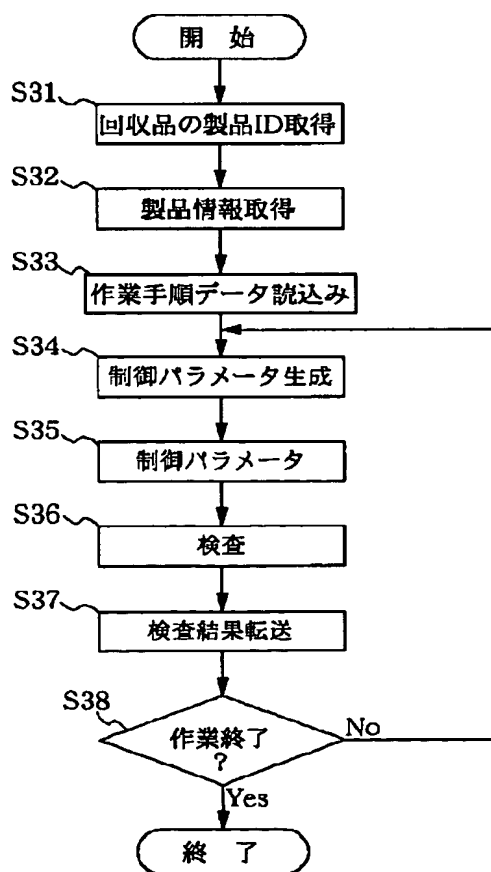 開 始
S31
回収品の製品ID取得
S32
製品情報取得
S33
作業手順データ読込み
S34
制御パラメータ生成
S35
制御パラメータ
S36
検査
S37
検査結果転送
S38
作業終了
?
No
Yes
終 了